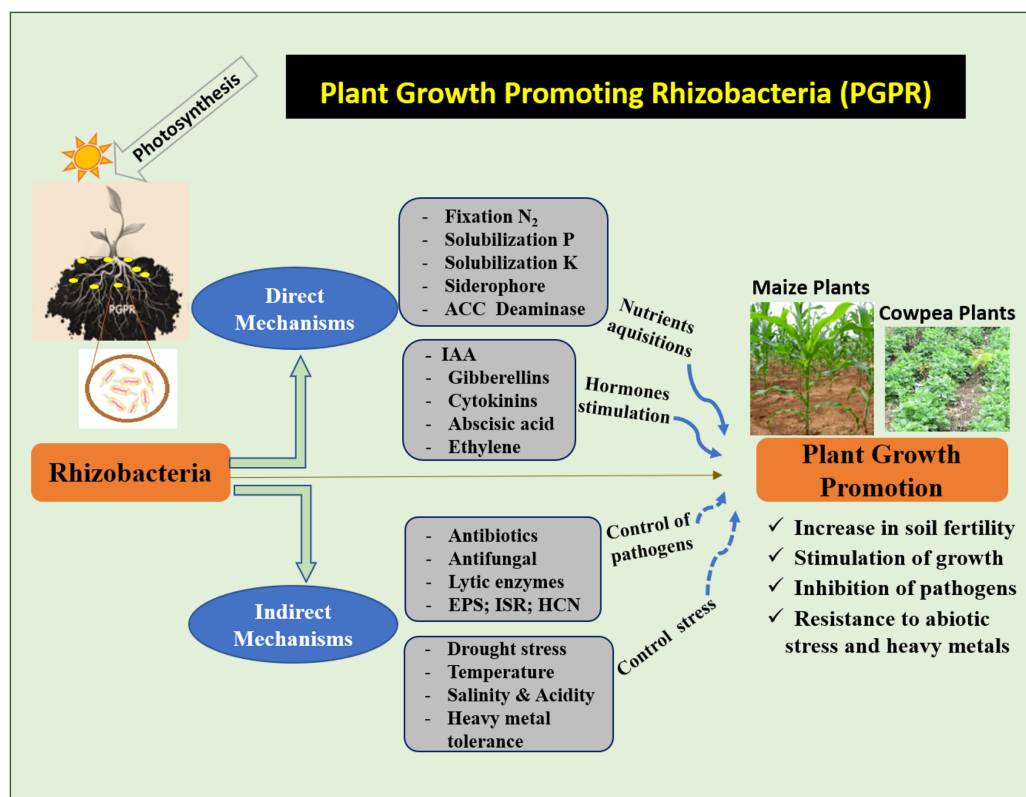 Plant Growth Promoting Rhizobacteria (PGPR)
Photosynthesis
PGPR
Rhizobacteria
Direct
Mechanisms
- Fixation N₂
- Solubilization P
- Solubilization K
- Siderophore
- ACC Deaminase
Nutrients
aquisitions
- IAA
- Gibberellins
- Cytokinins
- Abscisic acid
- Ethylene
Hormones
stimulation
Indirect
Mechanisms
- Antibiotics
- Antifungal
- Lytic enzymes
- EPS; ISR; HCN
Control of
pathogens
- Drought stress
- Temperature
- Salinity & Acidity
- Heavy metal
tolerance
Control stress
Maize Plants
Cowpea Plants
Plant Growth
Promotion
✓ Increase in soil fertility
✓ Stimulation of growth
✓ Inhibition of pathogens
✓ Resistance to abiotic
stress and heavy metals